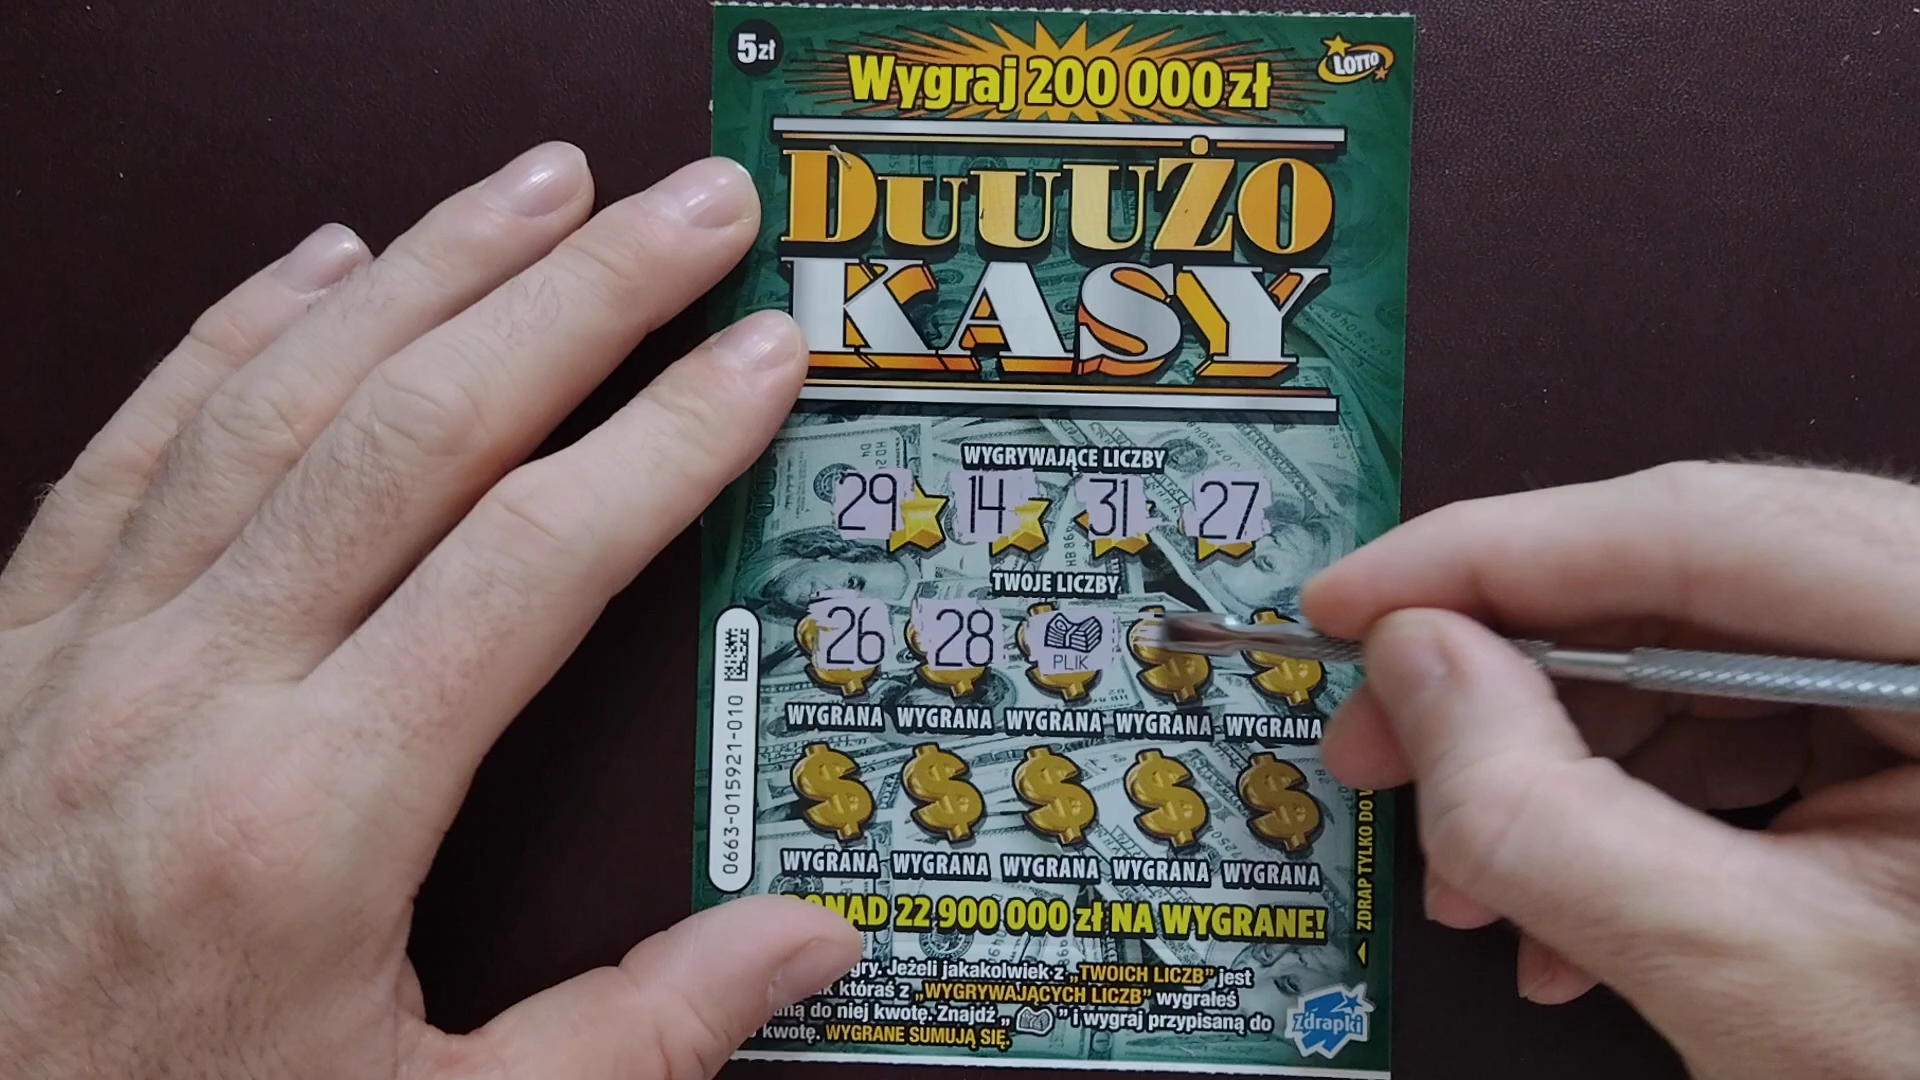 5zł
Wygraj 200 000 zł
LOTTO
DUUUŻO
KASY
WYGRYWAJĄCE LICZBY
29 14 31 27
TWOJE LICZBY
26 28
PLIK
WYGRANA WYGRANA WYGRANA WYGRANA WYGRANA
WYGRANA WYGRANA WYGRANA WYGRANA WYGRANA
22 900 000 zł NA WYGRANE!
gry. Jeżeli jakakolwiek z „TWOICH LICZB” jest
któraś z „WYGRYWAJĄCYCH LICZB” wygrałeś
do niej kwotę. Znajdź „ ” i wygraj przypisaną do
kwotę. WYGRANE SUMUJĄ SIĘ.
Zdrapki
0663-015921-010
ZDRAP TYLKO DO